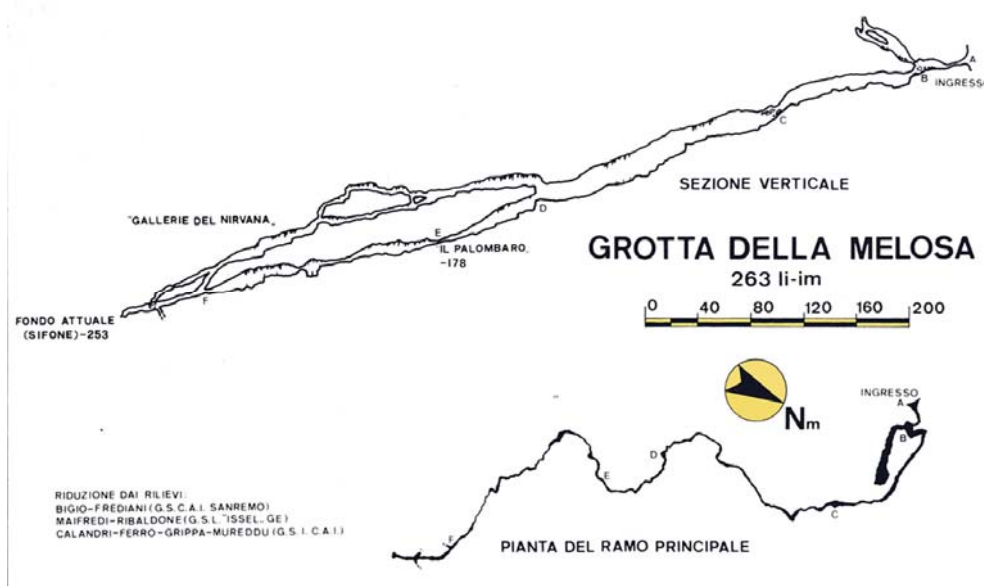 A
B
INGRESSO
C
SEZIONE VERTICALE
"GALLERIE DEL NIRVANA„
D
E
IL PALOMBARO,
-178
F
FONDO ATTUALE
(SIFONE)-253
GROTTA DELLA MELOSA
263 li-im
0 40 80 120 160 200
Nm
INGRESSO
A
B
C
D
E
F
PIANTA DEL RAMO PRINCIPALE
RIDUZIONE DAI RILIEVI:
BIGIO-FREDIANI (G.S.C.A.I. SANREMO)
MAIFREDI-RIBALDONE (G.S.L. "ISSEL„ GE)
CALANDRI-FERRO-GRIPPA-MUREDDU (G.S.I.C.A.I.)